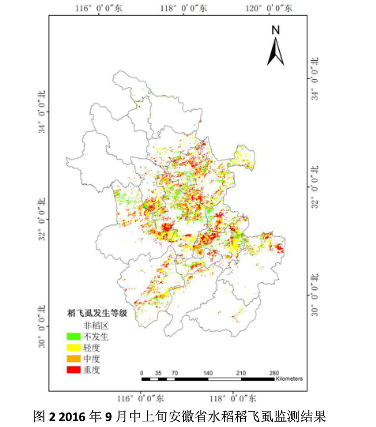 116° 0′0″东 118° 0′0″东 120° 0′0″东
N
34° 0′0″北
34° 0′0″北
32° 0′0″北
32° 0′0″北
30° 0′0″北
30° 0′0″北
稻飞虱发生等级
非稻区
不发生
轻度
中度
重度
0 35 70 140 210 280
Kilometers
116° 0′0″东 118° 0′0″东
图 2 2016 年 9 月中上旬安徽省水稻稻飞虱监测结果